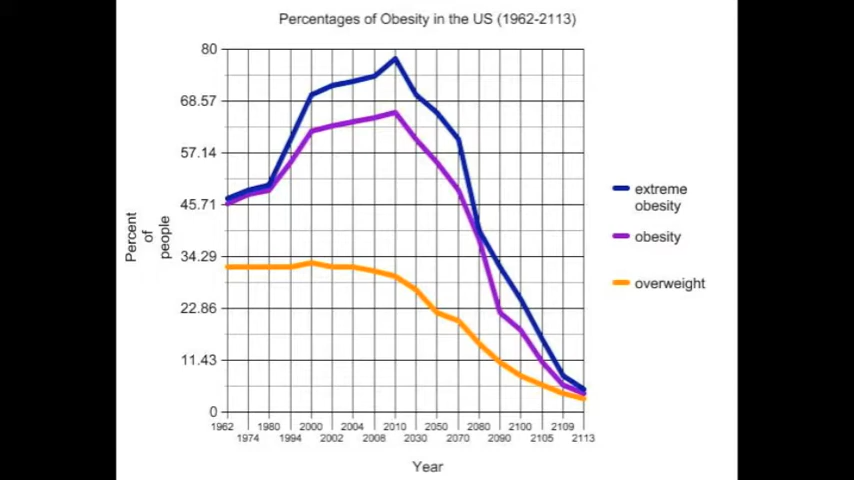 Percentages of Obesity in the US (1962-2113)
80
68.57
57.14
45.71
34.29
22.86
11.43
0
Percent
of
people
extreme
obesity
obesity
overweight
1962 1980 2000 2004 2010 2050 2080 2100 2109
1974 1994 2002 2008 2030 2070 2090 2105 2113
Year